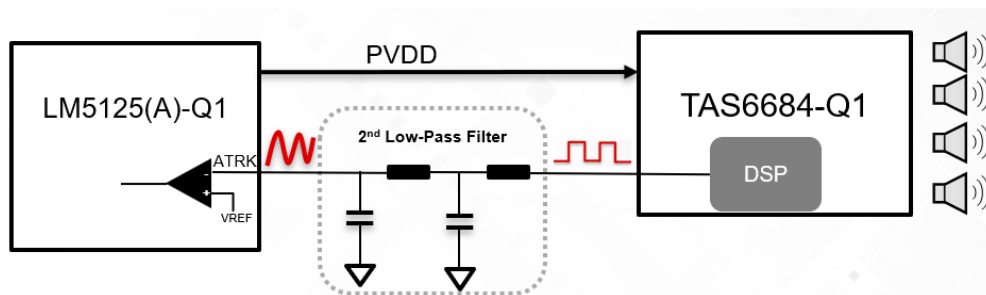 PVDD
LM5125(A)-Q1
TAS6684-Q1
2nd Low-Pass Filter
ATRK
-
+
VREF
DSP